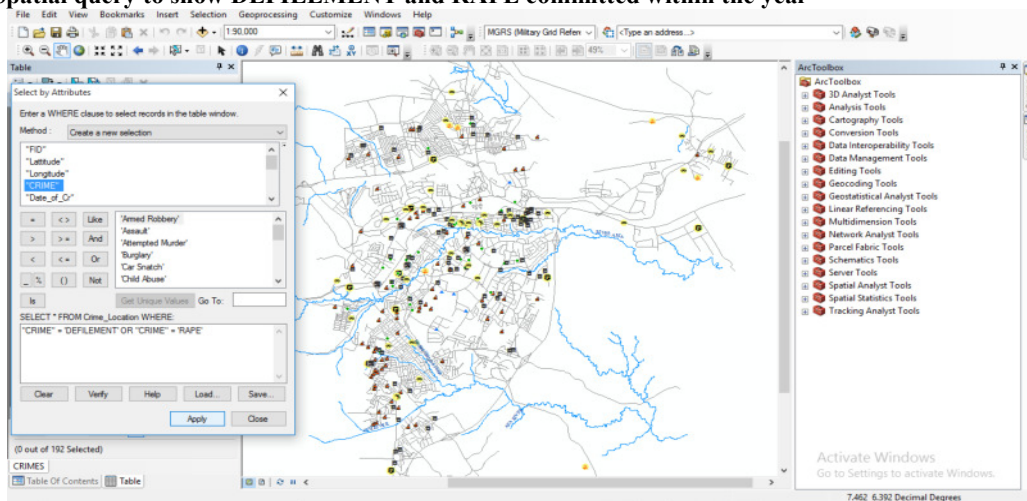 spatial query to show DEFILEMENT and RAPE committed within the year
File Edit View Bookmarks Insert Selection Geoprocessing Customize Windows Help
1:90,000
MGRS (Military Grid Referen
<Type an address...>
49%
Table
Select by Attributes
Enter a WHERE clause to select records in the table window.
Method : Create a new selection
"FID"
"Latitude"
"Longitude"
"CRIME"
"Date_of_Cr"
= <> Like
> >= And
< <= Or
_ % () Not
Is
'Armed Robbery'
'Assault'
'Attempted Murder'
'Burglary'
'Car Snatch'
'Child Abuse'
Get Unique Values Go To:
SELECT * FROM Crime_Location WHERE:
"CRIME" = 'DEFILEMENT' OR "CRIME" = 'RAPE'
Clear Verify Help Load... Save...
Apply Close
(0 out of 192 Selected)
CRIMES
Table Of Contents Table
ArcToolbox
ArcToolbox
3D Analyst Tools
Analysis Tools
Cartography Tools
Conversion Tools
Data Interoperability Tools
Data Management Tools
Editing Tools
Geocoding Tools
Geostatistical Analyst Tools
Linear Referencing Tools
Multidimension Tools
Network Analyst Tools
Parcel Fabric Tools
Schematics Tools
Server Tools
Spatial Analyst Tools
Spatial Statistics Tools
Tracking Analyst Tools
Activate Windows
Go to Settings to activate Windows.
7.462 6.392 Decimal Degrees